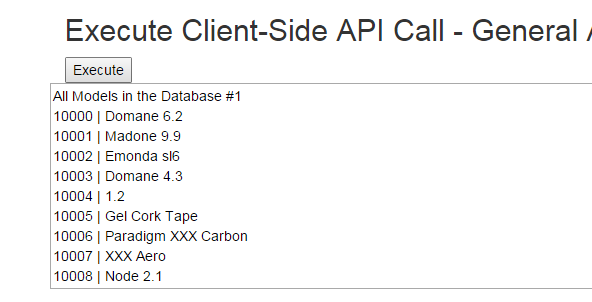 Execute Client-Side API Call - General
Execute
All Models in the Database #1
10000 | Domane 6.2
10001 | Madone 9.9
10002 | Emonda sl6
10003 | Domane 4.3
10004 | 1.2
10005 | Gel Cork Tape
10006 | Paradigm XXX Carbon
10007 | XXX Aero
10008 | Node 2.1